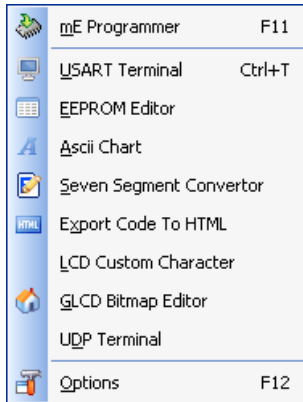 mE Programmer F11
USART Terminal Ctrl+T
EEPROM Editor
Ascii Chart
Seven Segment Convertor
HTML Export Code To HTML
LCD Custom Character
GLCD Bitmap Editor
UDP Terminal
Options F12